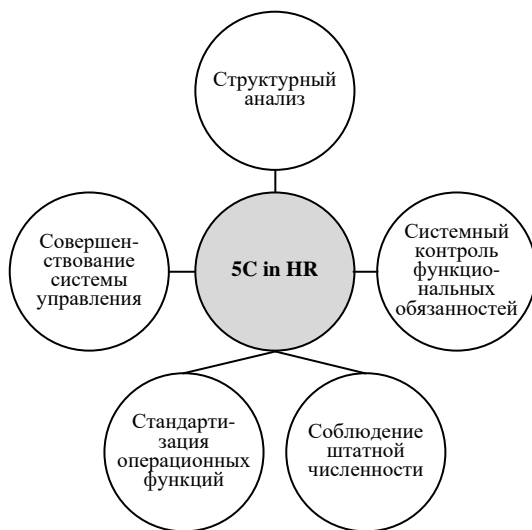 Структурный
анализ
Совершен-
ствование
системы
управления
5С in HR
Системный
контроль
функцио-
нальных
обязанностей
Стандарти-
зация
операционных
функций
Соблюдение
штатной
численности